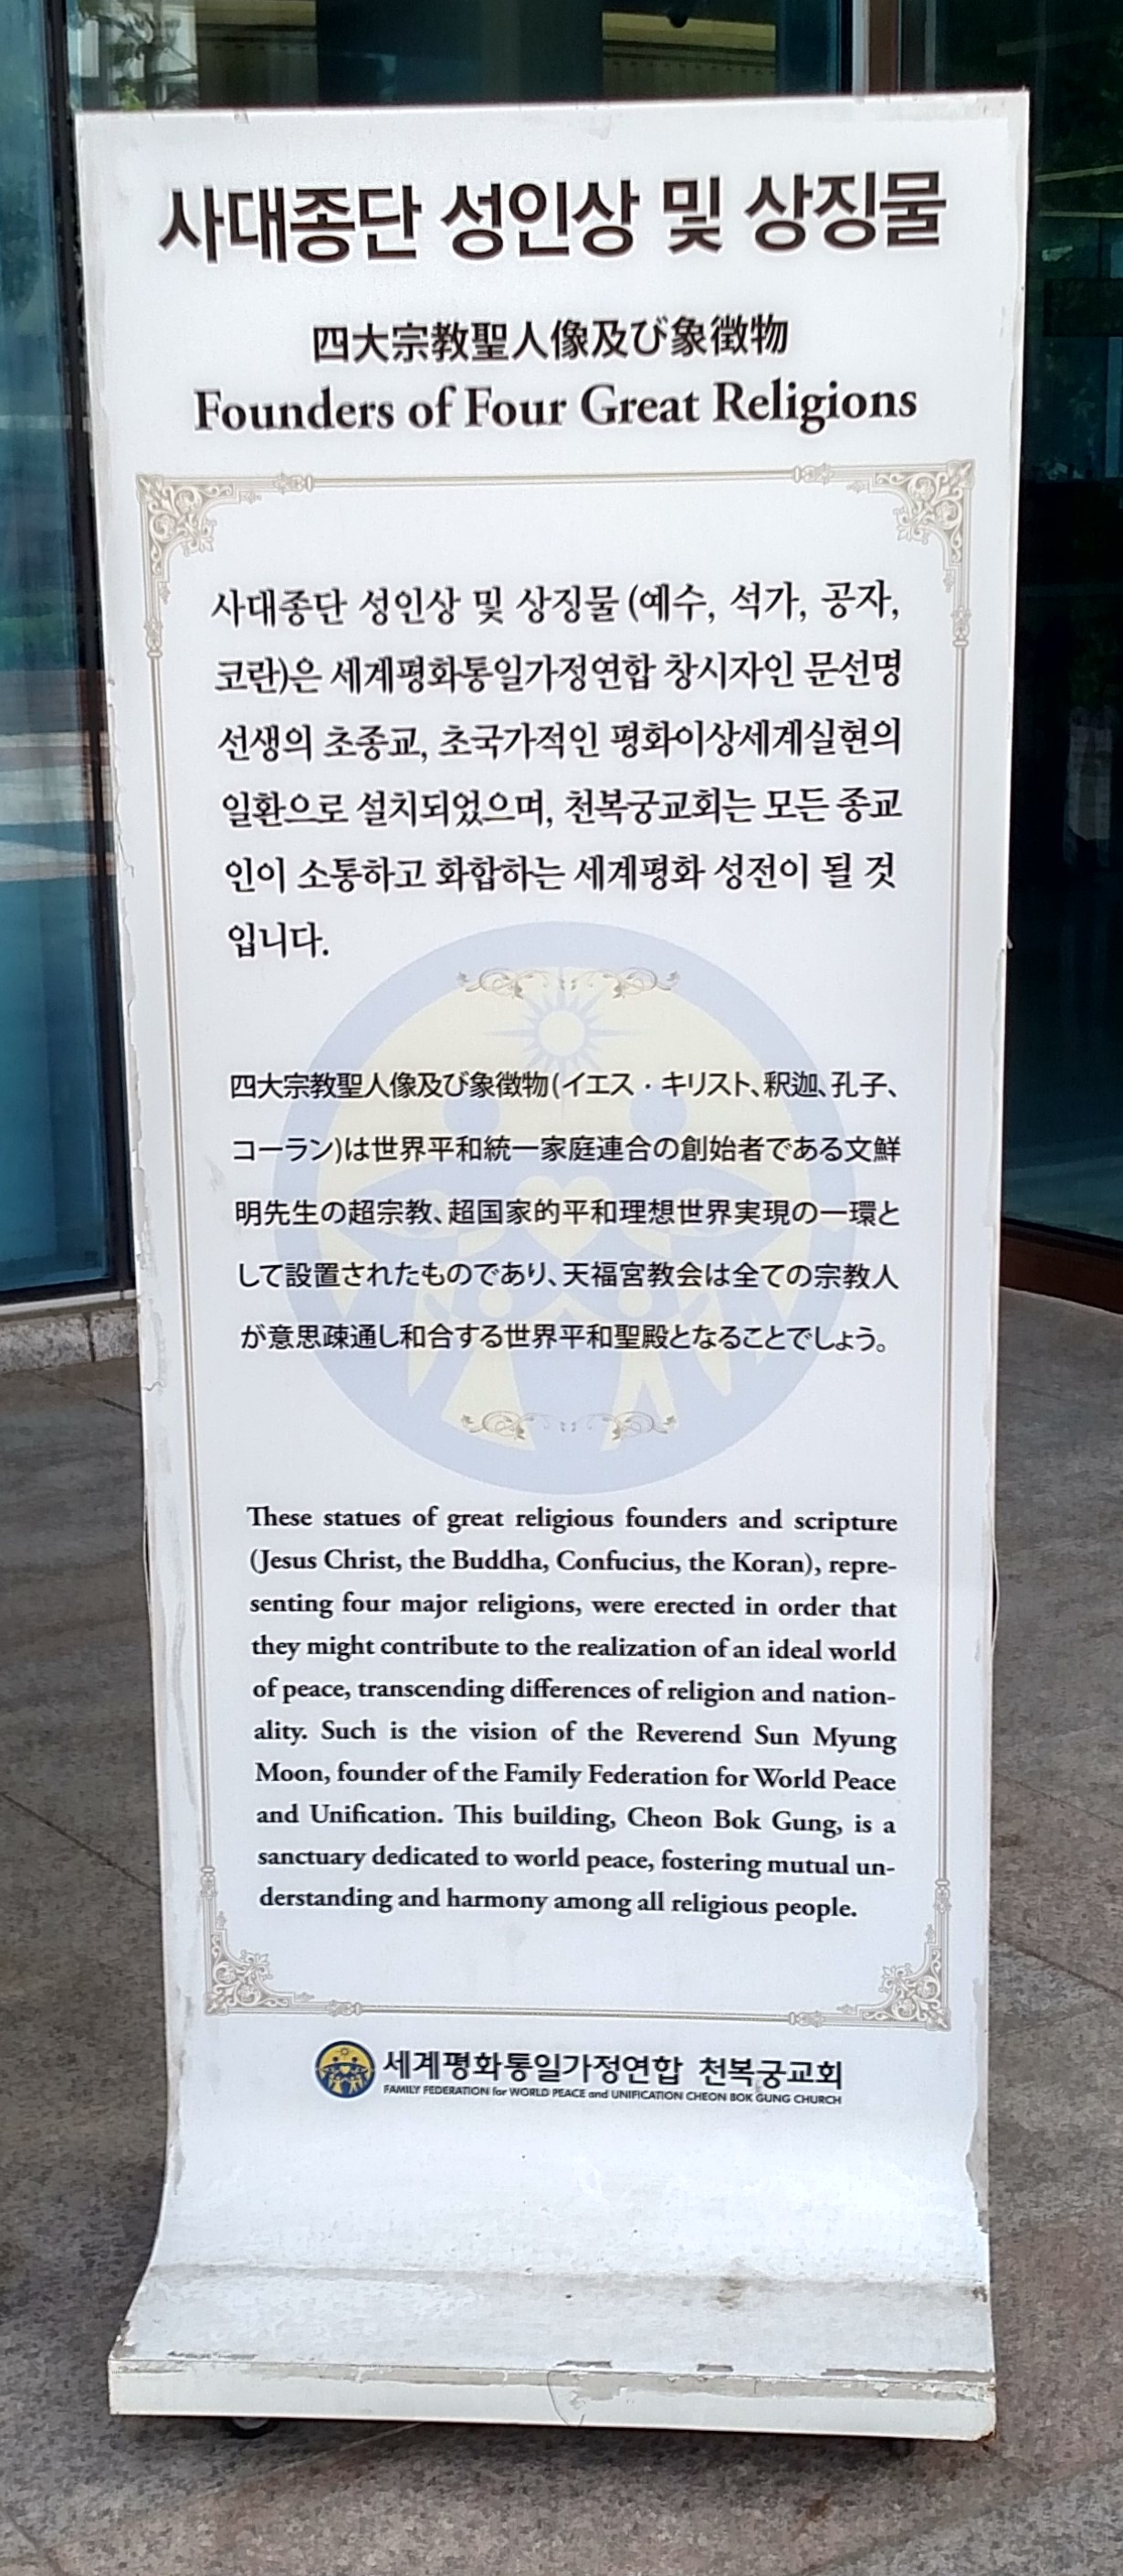 사대종단 성인상 및 상징물
四大宗教聖人像及び象徴物
Founders of Four Great Religions
사대종단 성인상 및 상징물(예수, 석가, 공자,
코란)은 세계평화통일가정연합 창시자인 문선명
선생의 초종교, 초국가적인 평화이상세계실현의
일환으로 설치되었으며, 천복궁교회는 모든 종교
인이 소통하고 화합하는 세계평화 성전이 될 것
입니다.
四大宗教聖人像及び象徴物(イエス・キリスト、釈迦、孔子、
コーラン)は世界平和統一家庭連合の創始者である文鮮
明先生の超宗教、超国家的平和理想世界実現の一環と
して設置されたものであり、天福宮教会は全ての宗教人
が意思疎通し和合する世界平和聖殿となることでしょう。
These statues of great religious founders and scripture
(Jesus Christ, the Buddha, Confucius, the Koran), repre-
senting four major religions, were erected in order that
they might contribute to the realization of an ideal world
of peace, transcending differences of religion and nation-
ality. Such is the vision of the Reverend Sun Myung
Moon, founder of the Family Federation for World Peace
and Unification. This building, Cheon Bok Gung, is a
sanctuary dedicated to world peace, fostering mutual un-
derstanding and harmony among all religious people.
세계평화통일가정연합 천복궁교회
FAMILY FEDERATION for WORLD PEACE and UNIFICATION CHEON BOK GUNG CHURCH